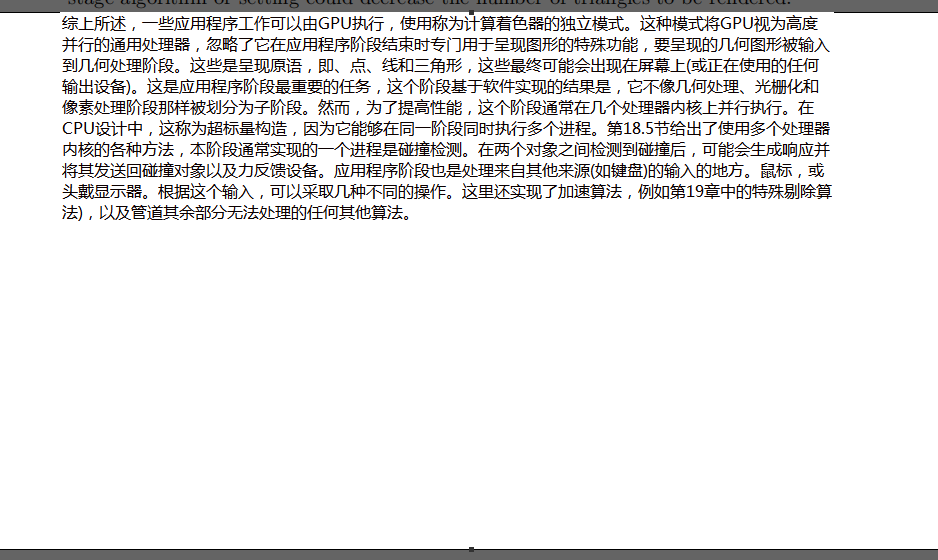 stage algorithm or setting could decrease the number of triangles to be rendered.
综上所述，一些应用程序工作可以由GPU执行，使用称为计算着色器的独立模式。这种模式将GPU视为高度
并行的通用处理器，忽略了它在应用程序阶段结束时专门用于呈现图形的特殊功能，要呈现的几何图形被输入
到几何处理阶段。这些是呈现原语，即、点、线和三角形，这些最终可能会出现在屏幕上(或正在使用的任何
输出设备)。这是应用程序阶段最重要的任务，这个阶段基于软件实现的结果是，它不像几何处理、光栅化和
像素处理阶段那样被划分为子阶段。然而，为了提高性能，这个阶段通常在几个处理器内核上并行执行。在
CPU设计中，这称为超标量构造，因为它能够在同一阶段同时执行多个进程。第18.5节给出了使用多个处理器
内核的各种方法，本阶段通常实现的一个进程是碰撞检测。在两个对象之间检测到碰撞后，可能会生成响应并
将其发送回碰撞对象以及力反馈设备。应用程序阶段也是处理来自其他来源(如键盘)的输入的地方。鼠标，或
头戴显示器。根据这个输入，可以采取几种不同的操作。这里还实现了加速算法，例如第19章中的特殊剔除算
法)，以及管道其余部分无法处理的任何其他算法。